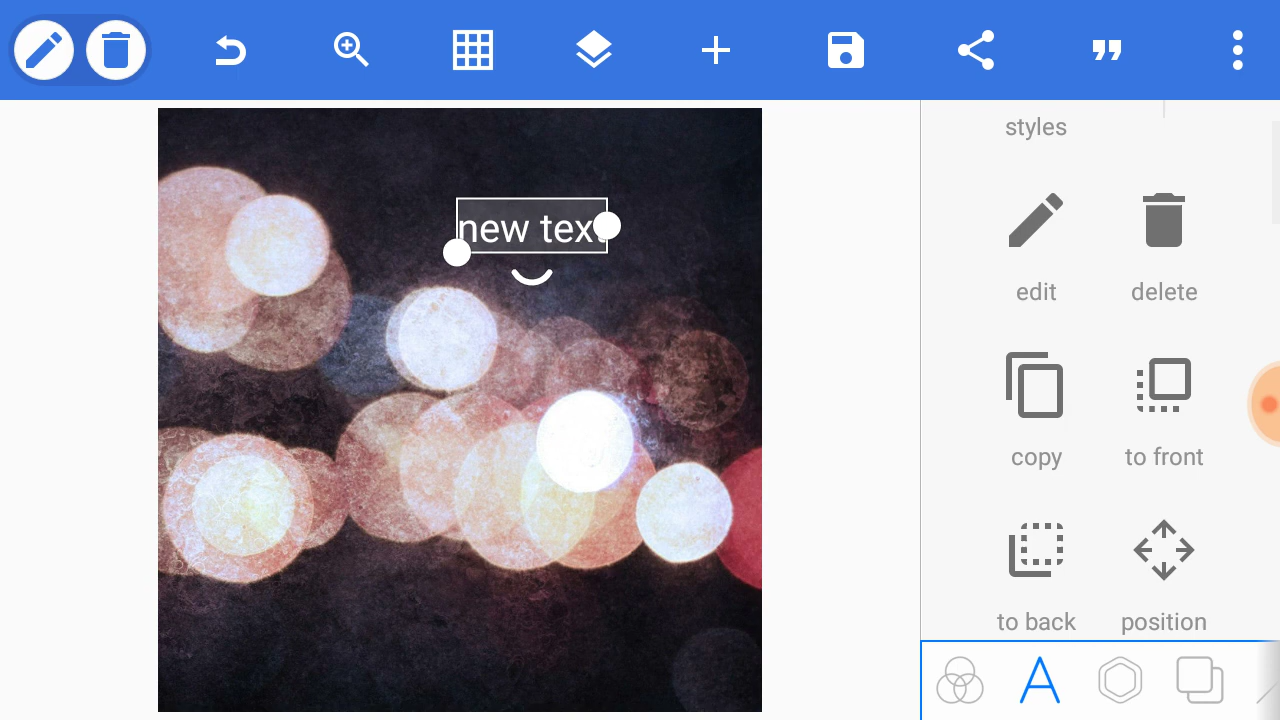 new text
styles
edit
delete
copy
to front
to back
position